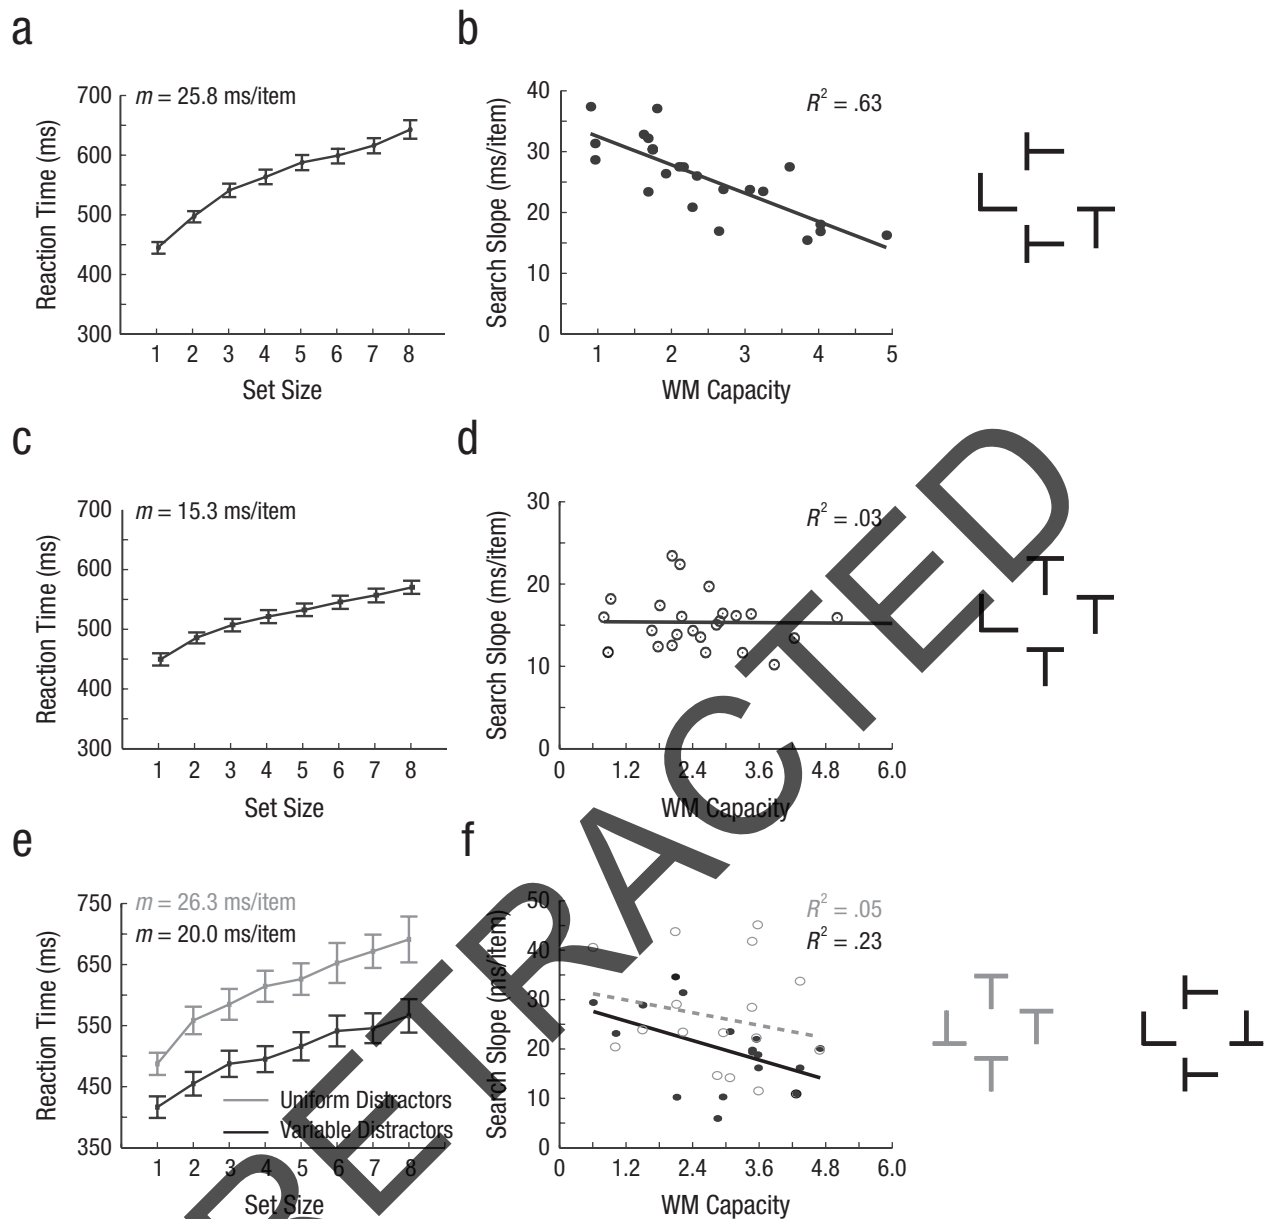 a
m = 25.8 ms/item
Reaction Time (ms)
700
600
500
400
300
1 2 3 4 5 6 7 8
Set Size
b
R² = .63
Search Slope (ms/item)
40
30
20
10
0
1 2 3 4 5
WM Capacity
c
m = 15.3 ms/item
Reaction Time (ms)
700
600
500
400
300
1 2 3 4 5 6 7 8
Set Size
d
R² = .03
Search Slope (ms/item)
30
20
10
0
0 1.2 2.4 3.6 4.8 6.0
WM Capacity
e
m = 26.3 ms/item
m = 20.0 ms/item
Reaction Time (ms)
750
650
550
450
350
Uniform Distractors
Variable Distractors
1 2 3 4 5 6 7 8
Set Size
f
R² = .05
R² = .23
Search Slope (ms/item)
50
40
30
20
10
0
0 1.2 2.4 3.6 4.8 6.0
WM Capacity
RETRACTED